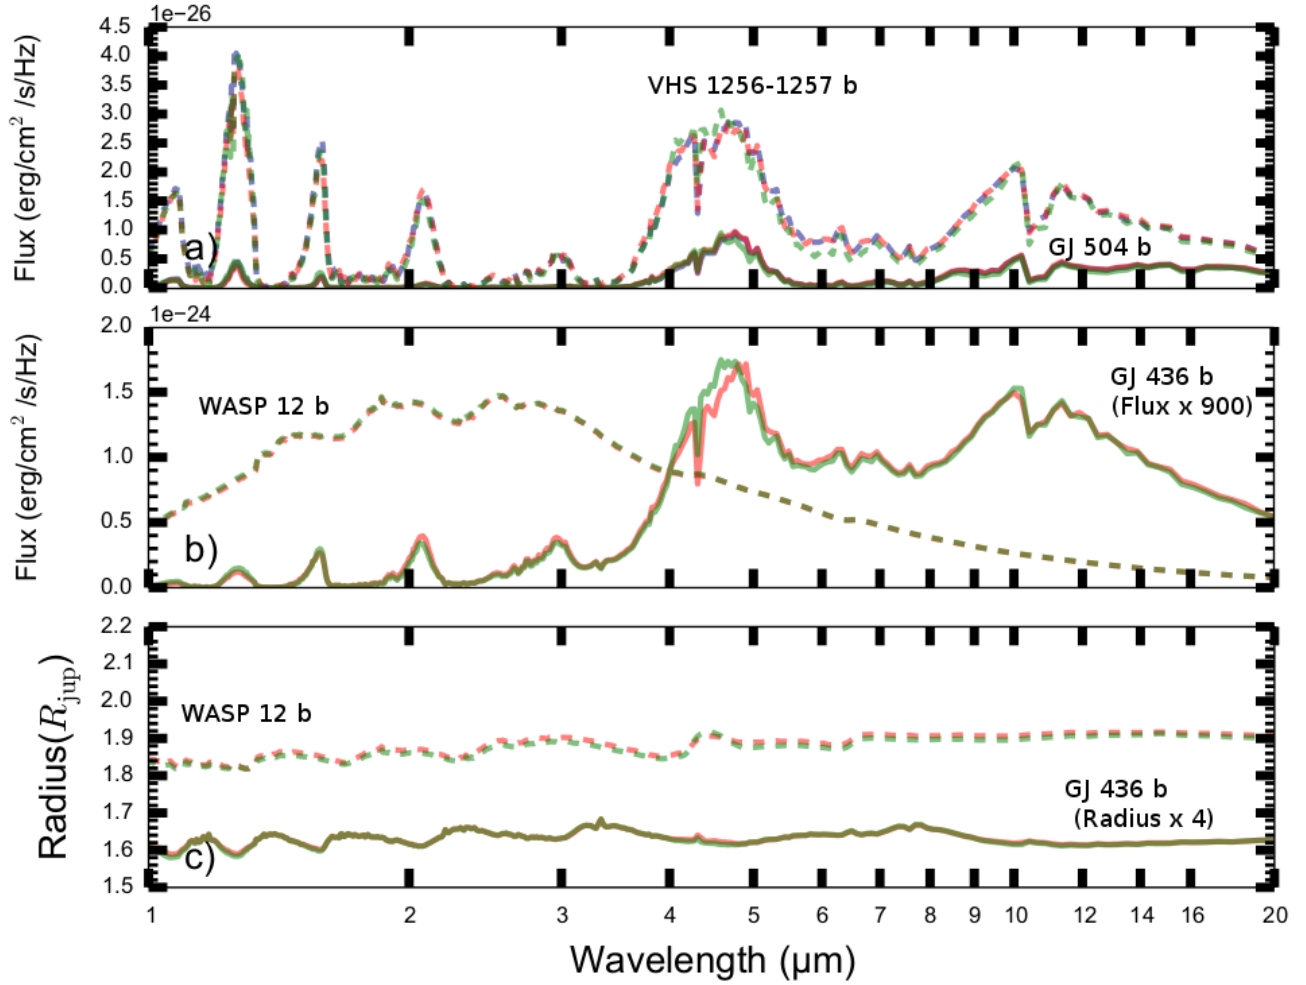 1e−26
4.5
4.0
3.5
3.0
2.5
2.0
1.5
1.0
0.5
0.0
Flux (erg/cm² /s/Hz)
VHS 1256-1257 b
GJ 504 b
a)
1e−24
2.0
1.5
1.0
0.5
0.0
Flux (erg/cm² /s/Hz)
WASP 12 b
GJ 436 b
(Flux x 900)
b)
2.2
2.1
2.0
1.9
1.8
1.7
1.6
1.5
Radius(R_jup)
WASP 12 b
GJ 436 b
(Radius x 4)
c)
1 2 3 4 5 6 7 8 9 10 12 14 16 20
Wavelength (μm)